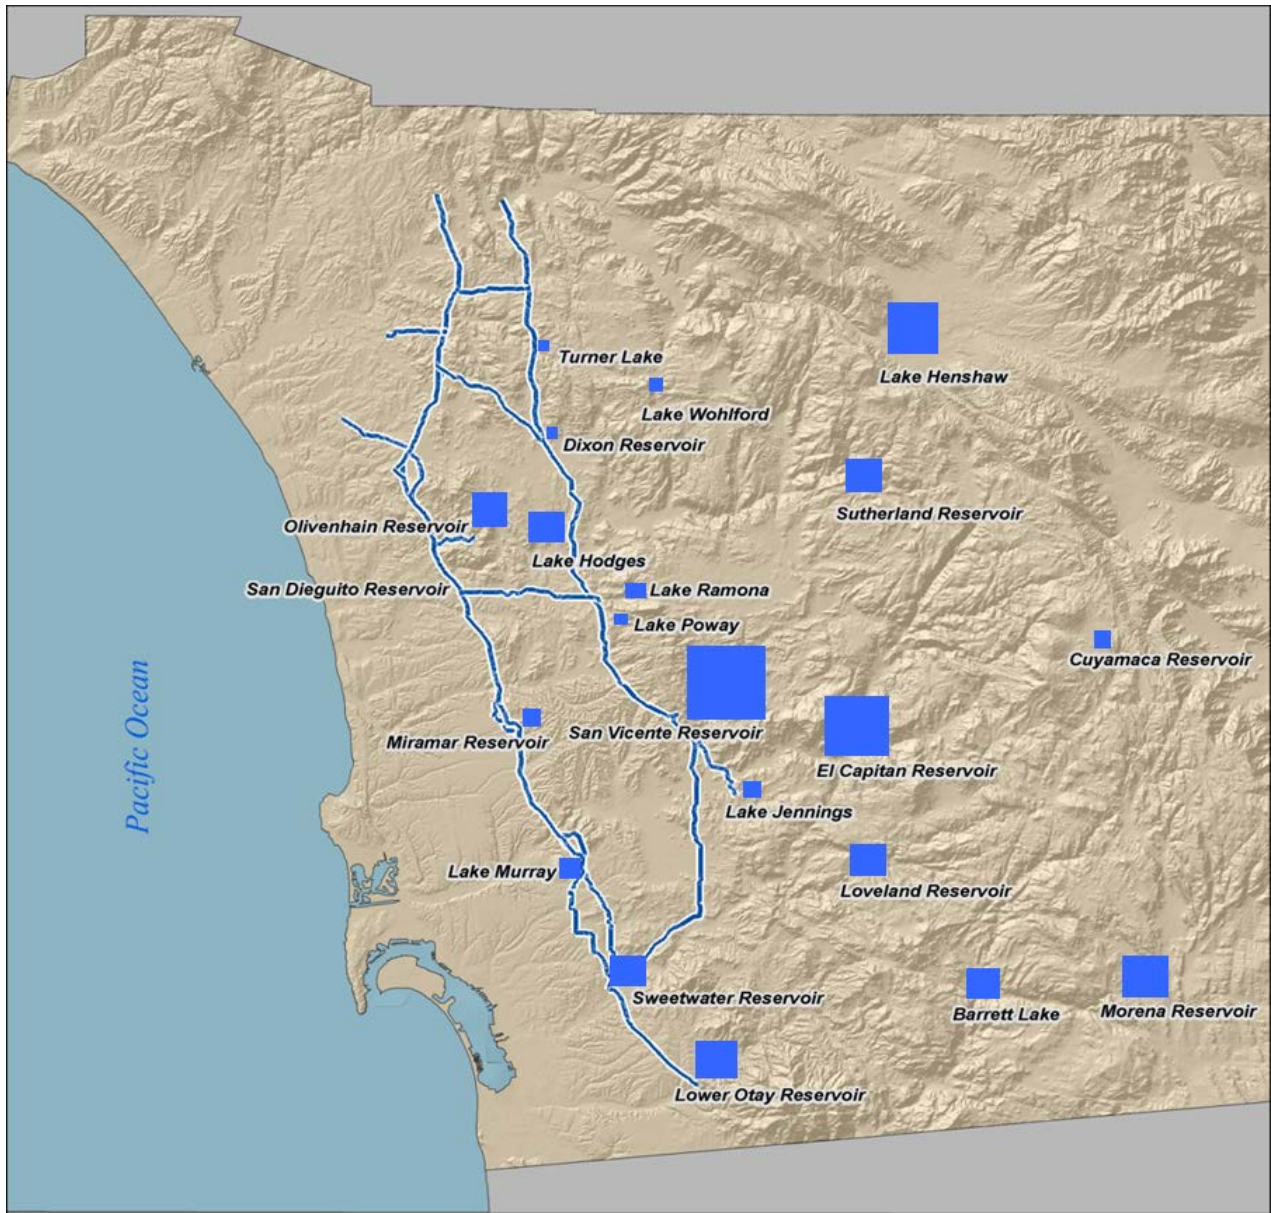 Turner Lake
Lake Henshaw
Lake Wohlford
Dixon Reservoir
Sutherland Reservoir
Olivenhain Reservoir
Lake Hodges
San Dieguito Reservoir
Lake Ramona
Lake Poway
Cuyamaca Reservoir
Pacific Ocean
San Vicente Reservoir
Miramar Reservoir
El Capitan Reservoir
Lake Jennings
Lake Murray
Loveland Reservoir
Sweetwater Reservoir
Barrett Lake
Morena Reservoir
Lower Otay Reservoir